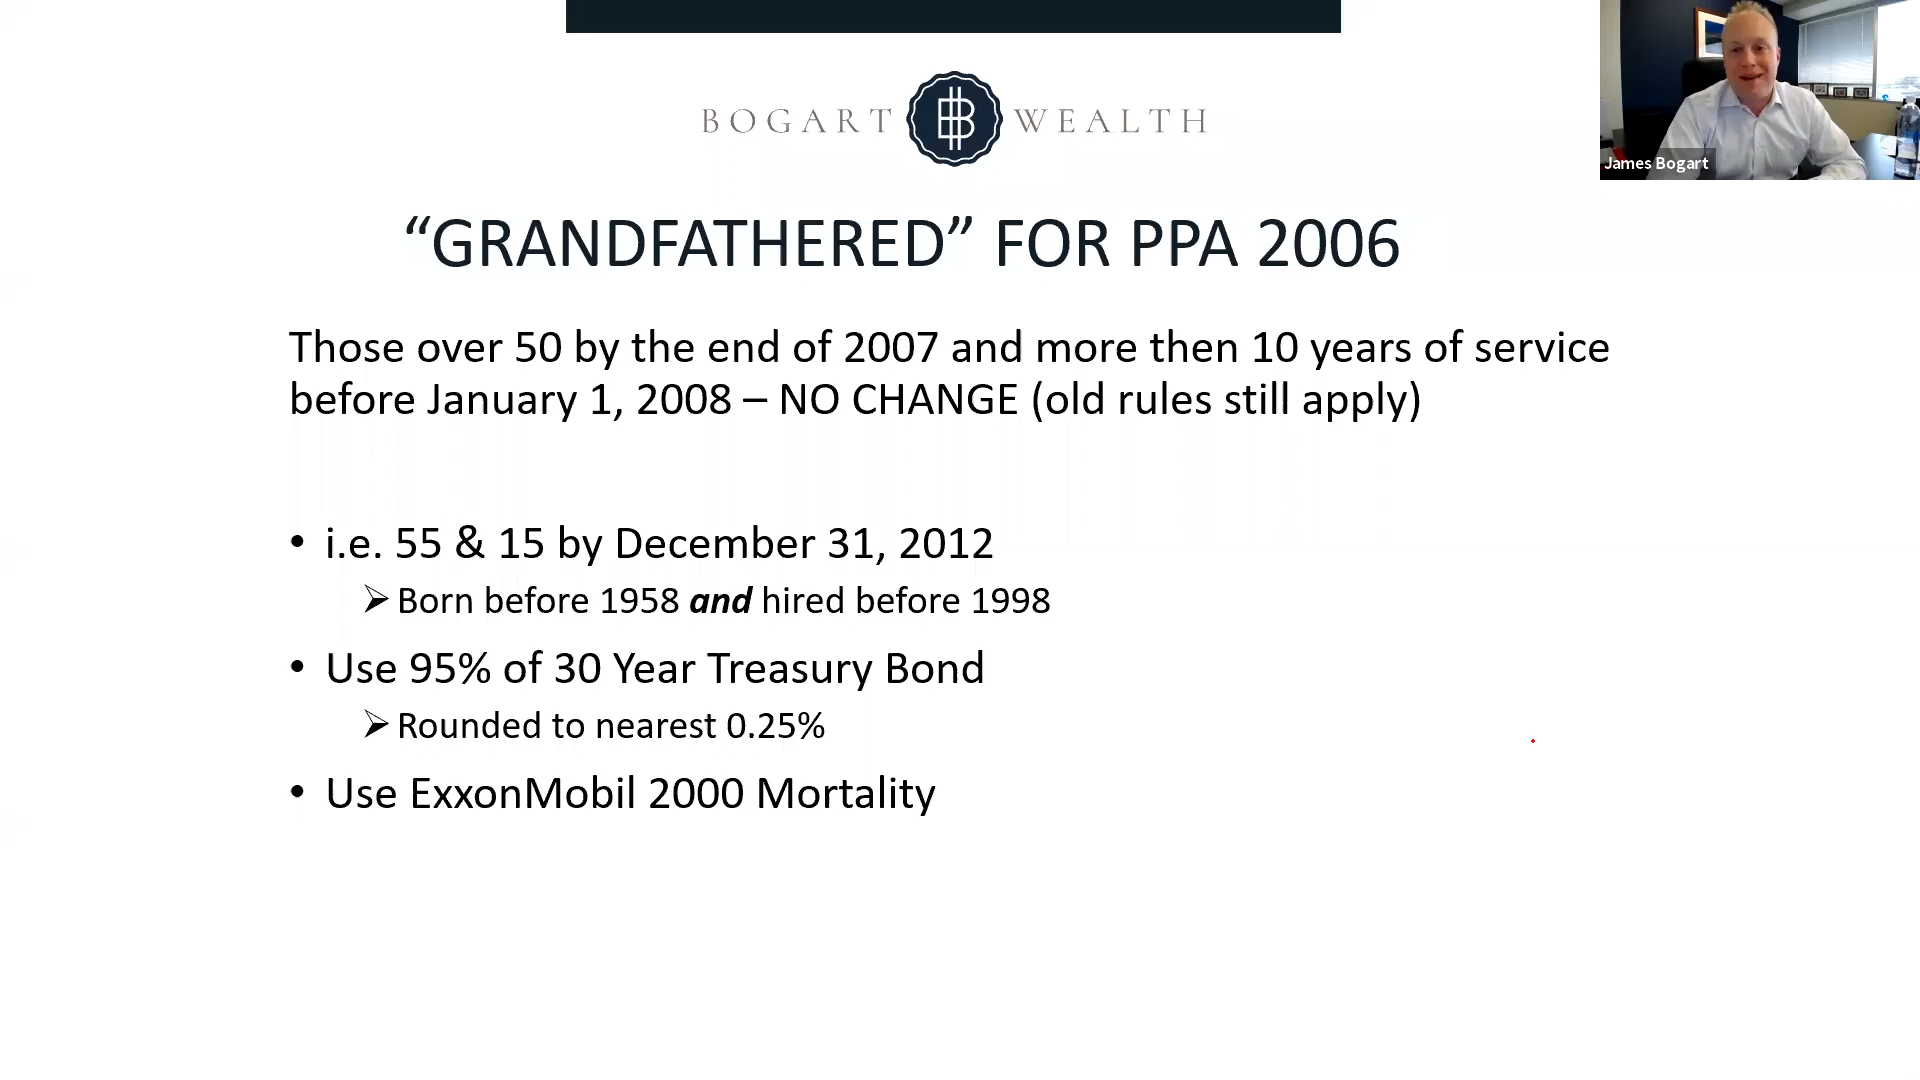 BOGART WEALTH
James Bogart
“GRANDFATHERED” FOR PPA 2006
Those over 50 by the end of 2007 and more then 10 years of service
before January 1, 2008 – NO CHANGE (old rules still apply)
• i.e. 55 & 15 by December 31, 2012
➢ Born before 1958 and hired before 1998
• Use 95% of 30 Year Treasury Bond
➢ Rounded to nearest 0.25%
• Use ExxonMobil 2000 Mortality